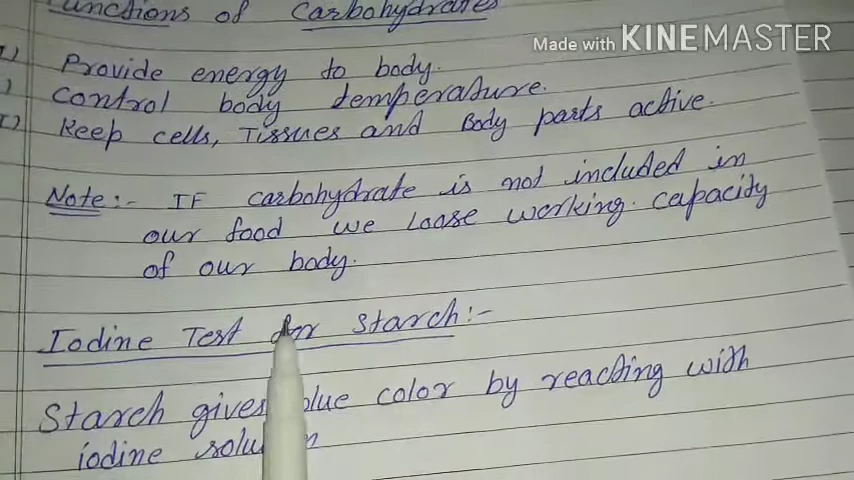 Functions of Carbohydrates
Made with KINEMASTER
I) Provide energy to body.
) Control body temperature.
I) Keep cells, Tissues and Body parts active.
Note:- IF carbohydrate is not included in
our food we loose working capacity
of our body.
Iodine Test for Starch:-
Starch gives blue color by reacting with
iodine